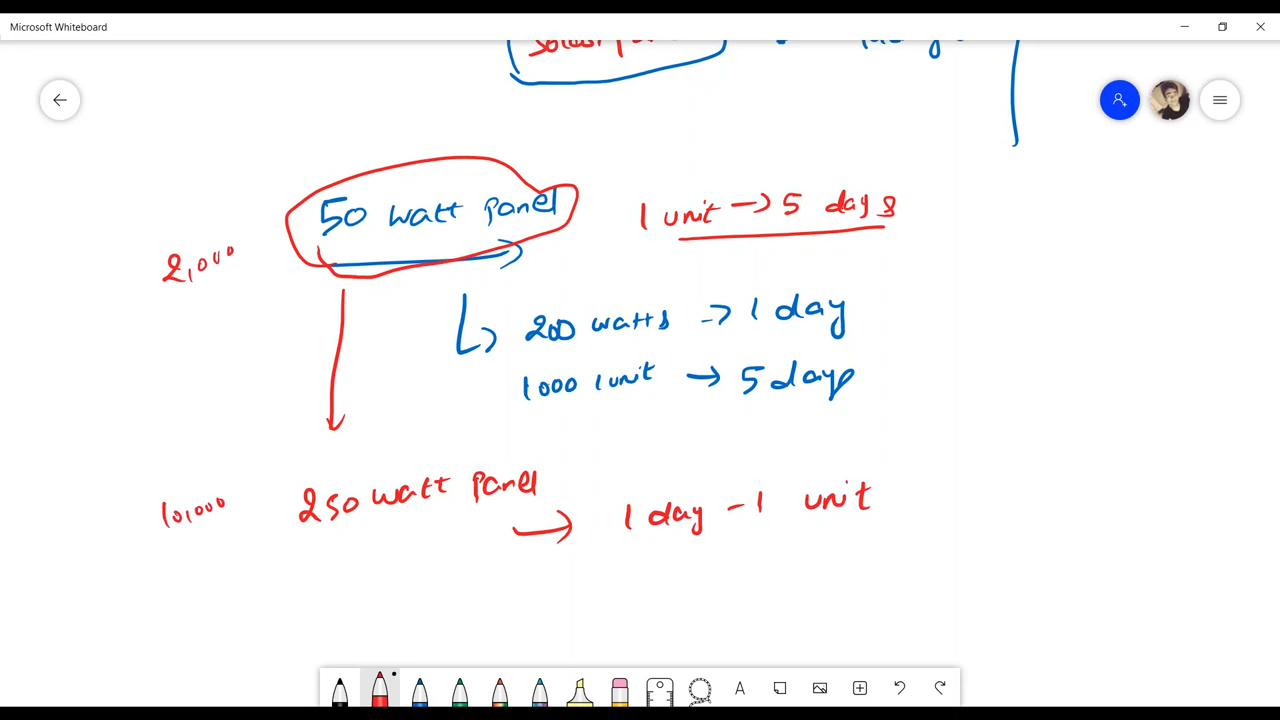 Microsoft Whiteboard
50 watt panel
1 unit → 5 days
2,000
200 watts → 1 day
1000 1 unit → 5 days
250 watt Panel
10,000
→ 1 day - 1 unit
A